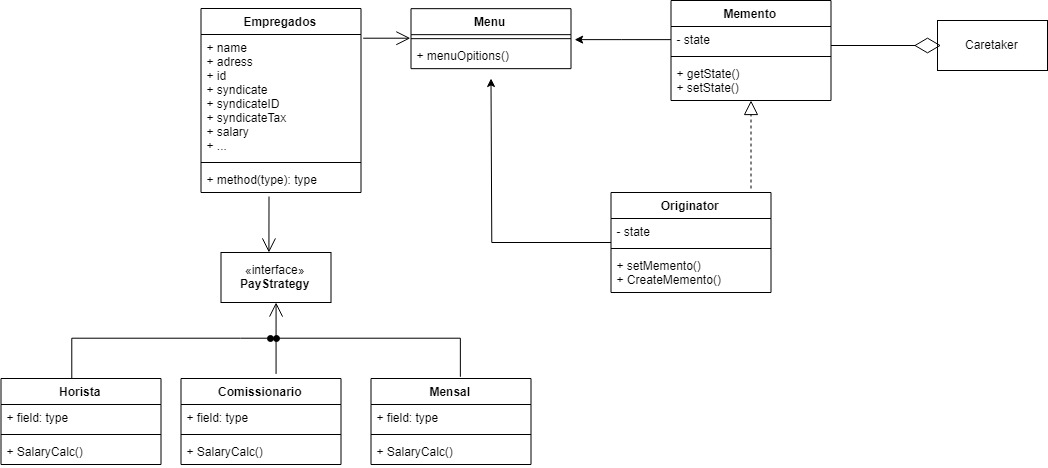 Empregados
+ name
+ adress
+ id
+ syndicate
+ syndicateID
+ syndicateTax
+ salary
+ ...
+ method(type): type
Menu
+ menuOpitions()
Memento
- state
+ getState()
+ setState()
Caretaker
Originator
- state
+ setMemento()
+ CreateMemento()
«interface»
PayStrategy
Horista
+ field: type
+ SalaryCalc()
Comissionario
+ field: type
+ SalaryCalc()
Mensal
+ field: type
+ SalaryCalc()